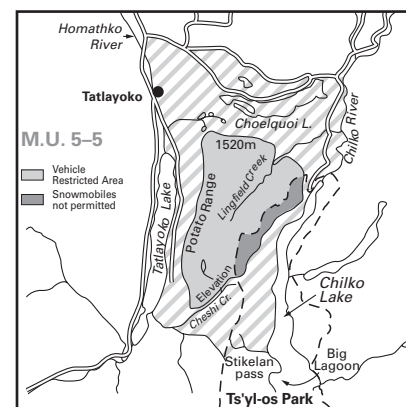 Homathko
River
Tatlayoko
M.U. 5–5
Vehicle
Restricted Area
Snowmobiles
not permitted
Choelquoi L.
1520m
Chilko River
Lingfield Creek
Potato Range
Tatlayoko Lake
Elevation
Cheshi Cr.
Chilko
Lake
Stikelan
pass
Big
Lagoon
Ts'yl-os Park